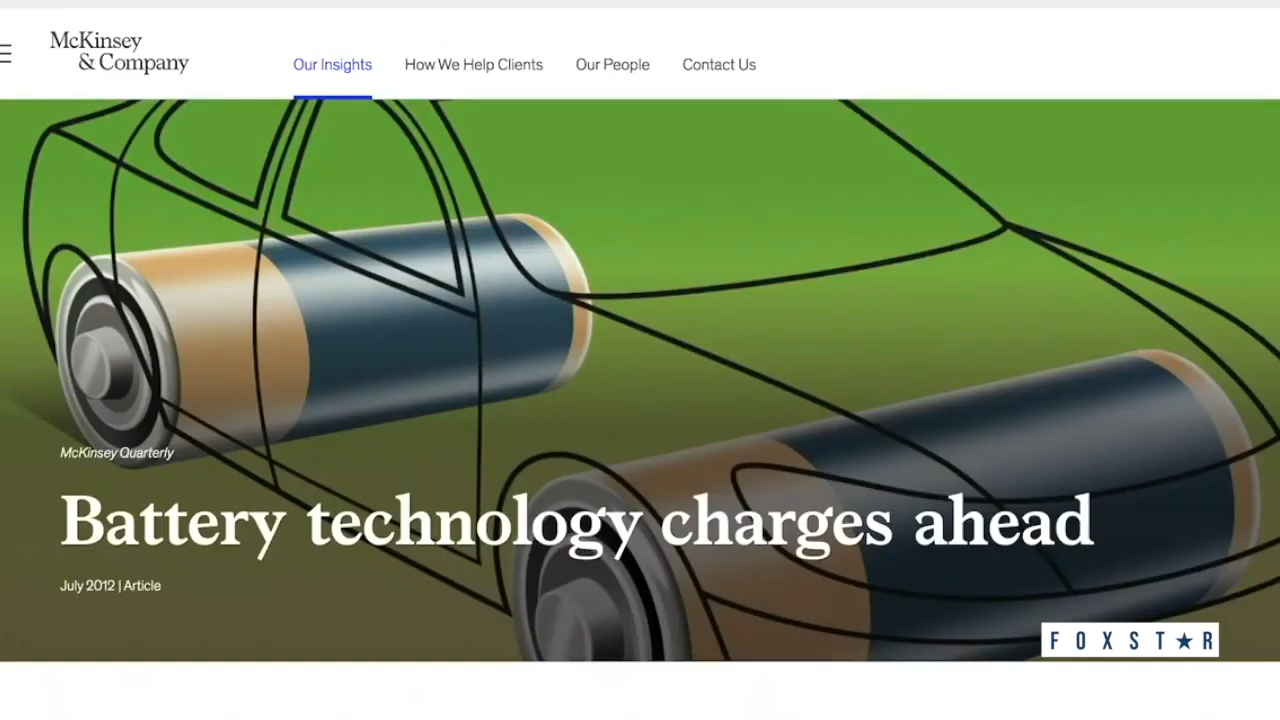 McKinsey
& Company
Our Insights
How We Help Clients
Our People
Contact Us
McKinsey Quarterly
Battery technology charges ahead
July 2012 | Article
FOXST★R